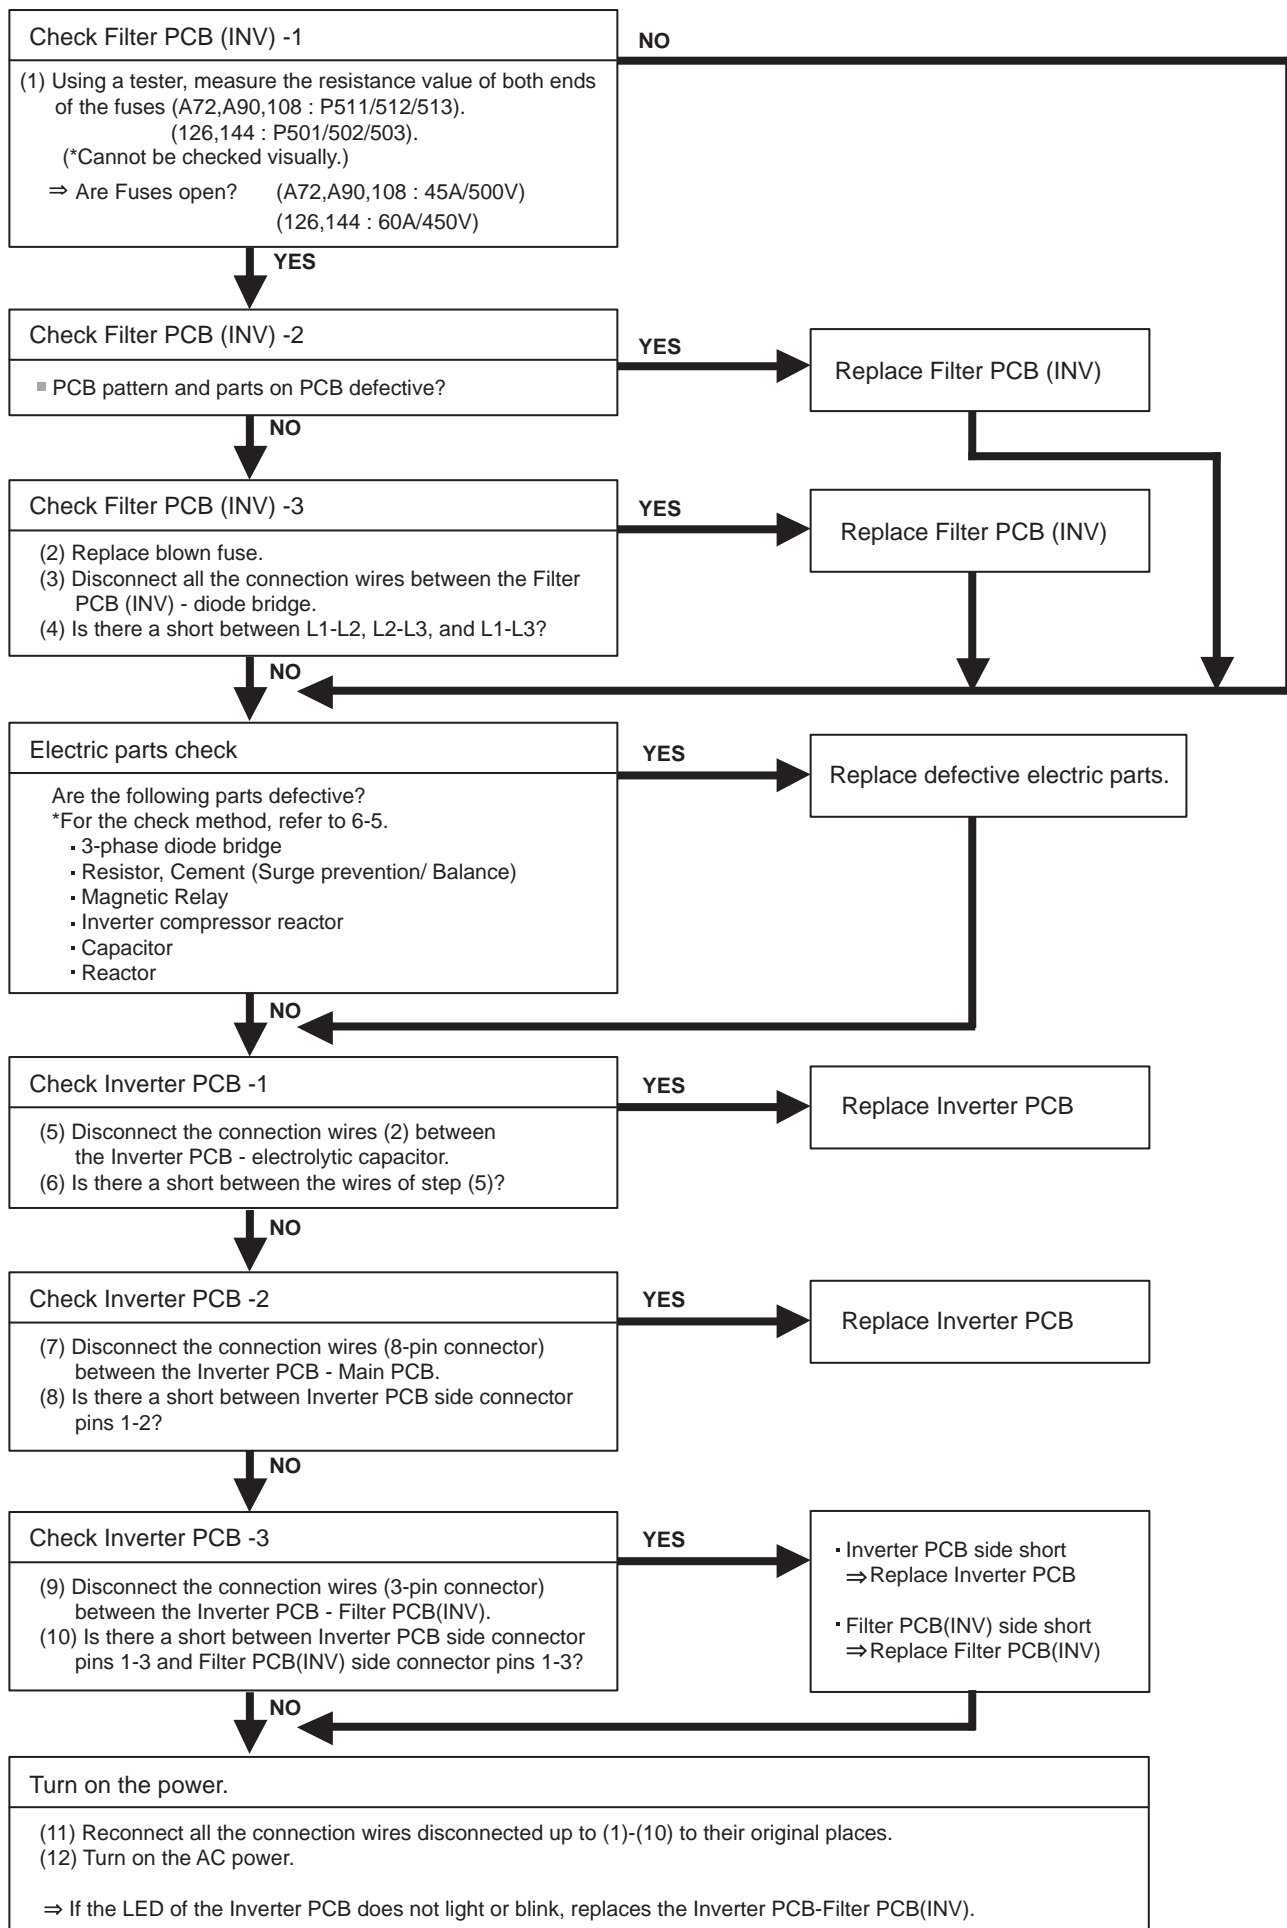 Check Filter PCB (INV) -1
NO
(1) Using a tester, measure the resistance value of both ends
of the fuses (A72,A90,108 : P511/512/513).
(126,144 : P501/502/503).
(*Cannot be checked visually.)
⇒ Are Fuses open? (A72,A90,108 : 45A/500V)
(126,144 : 60A/450V)
YES
Check Filter PCB (INV) -2
YES
Replace Filter PCB (INV)
■ PCB pattern and parts on PCB defective?
NO
Check Filter PCB (INV) -3
YES
Replace Filter PCB (INV)
(2) Replace blown fuse.
(3) Disconnect all the connection wires between the Filter
PCB (INV) - diode bridge.
(4) Is there a short between L1-L2, L2-L3, and L1-L3?
NO
Electric parts check
YES
Replace defective electric parts.
Are the following parts defective?
*For the check method, refer to 6-5.
▪ 3-phase diode bridge
▪ Resistor, Cement (Surge prevention/ Balance)
▪ Magnetic Relay
▪ Inverter compressor reactor
▪ Capacitor
▪ Reactor
NO
Check Inverter PCB -1
YES
Replace Inverter PCB
(5) Disconnect the connection wires (2) between
the Inverter PCB - electrolytic capacitor.
(6) Is there a short between the wires of step (5)?
NO
Check Inverter PCB -2
YES
Replace Inverter PCB
(7) Disconnect the connection wires (8-pin connector)
between the Inverter PCB - Main PCB.
(8) Is there a short between Inverter PCB side connector
pins 1-2?
NO
Check Inverter PCB -3
YES
▪ Inverter PCB side short
⇒ Replace Inverter PCB
▪ Filter PCB(INV) side short
⇒ Replace Filter PCB(INV)
(9) Disconnect the connection wires (3-pin connector)
between the Inverter PCB - Filter PCB(INV).
(10) Is there a short between Inverter PCB side connector
pins 1-3 and Filter PCB(INV) side connector pins 1-3?
NO
Turn on the power.
(11) Reconnect all the connection wires disconnected up to (1)-(10) to their original places.
(12) Turn on the AC power.
⇒ If the LED of the Inverter PCB does not light or blink, replaces the Inverter PCB-Filter PCB(INV).